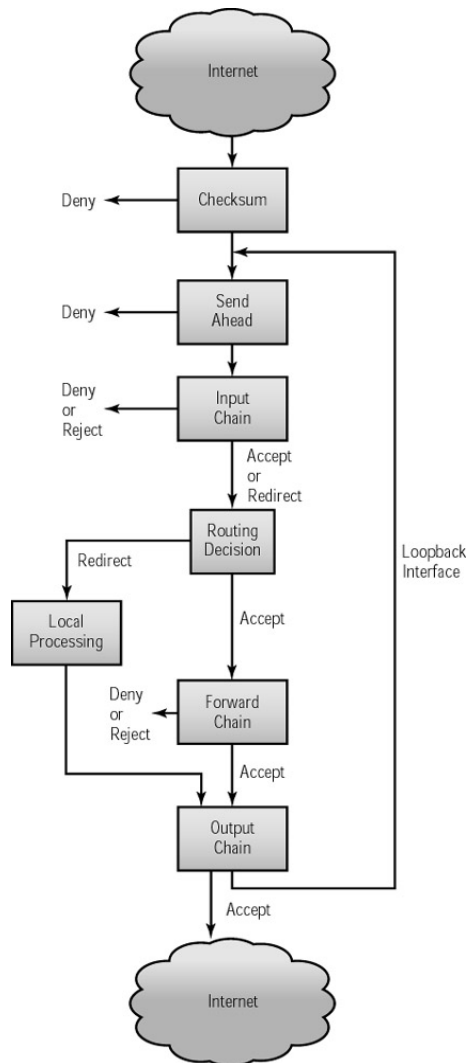 Internet
Deny
Checksum
Deny
Send
Ahead
Deny
or
Reject
Input
Chain
Accept
or
Redirect
Routing
Decision
Redirect
Loopback
Interface
Local
Processing
Accept
Deny
or
Reject
Forward
Chain
Accept
Output
Chain
Accept
Internet